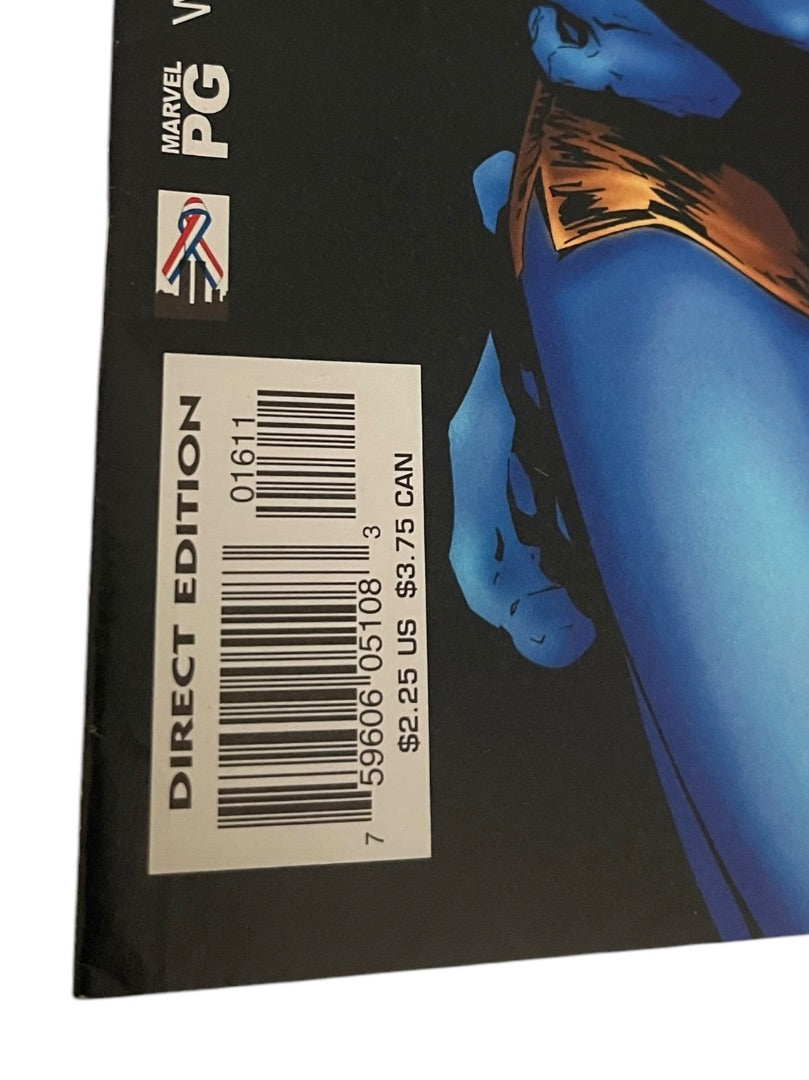 MARVEL
PG
W
DIRECT EDITION
01611
7 59606 05108 3
$2.25 US $3.75 CAN